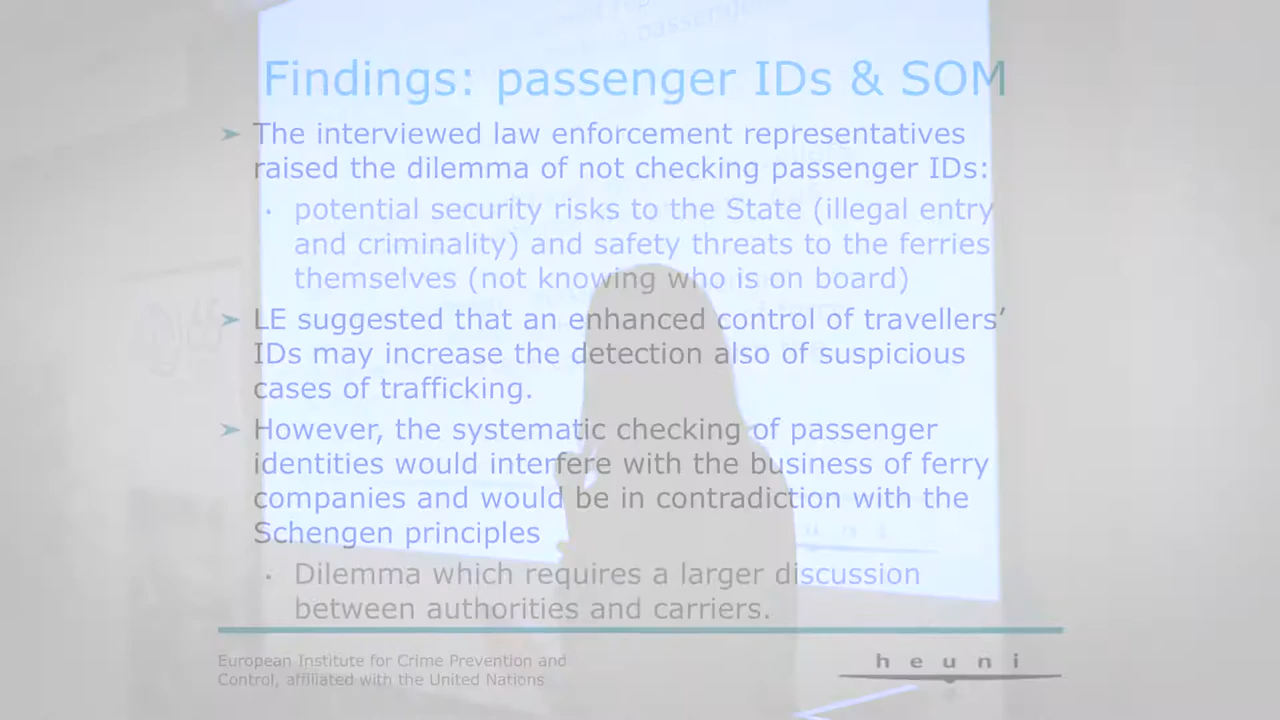 Findings: passenger IDs & SOM
➤ The interviewed law enforcement representatives
raised the dilemma of not checking passenger IDs:
· potential security risks to the State (illegal entry
and criminality) and safety threats to the ferries
themselves (not knowing who is on board)
➤ LE suggested that an enhanced control of travellers’
IDs may increase the detection also of suspicious
cases of trafficking.
➤ However, the systematic checking of passenger
identities would interfere with the business of ferry
companies and would be in contradiction with the
Schengen principles
· Dilemma which requires a larger discussion
between authorities and carriers.
European Institute for Crime Prevention and
Control, affiliated with the United Nations
heuni